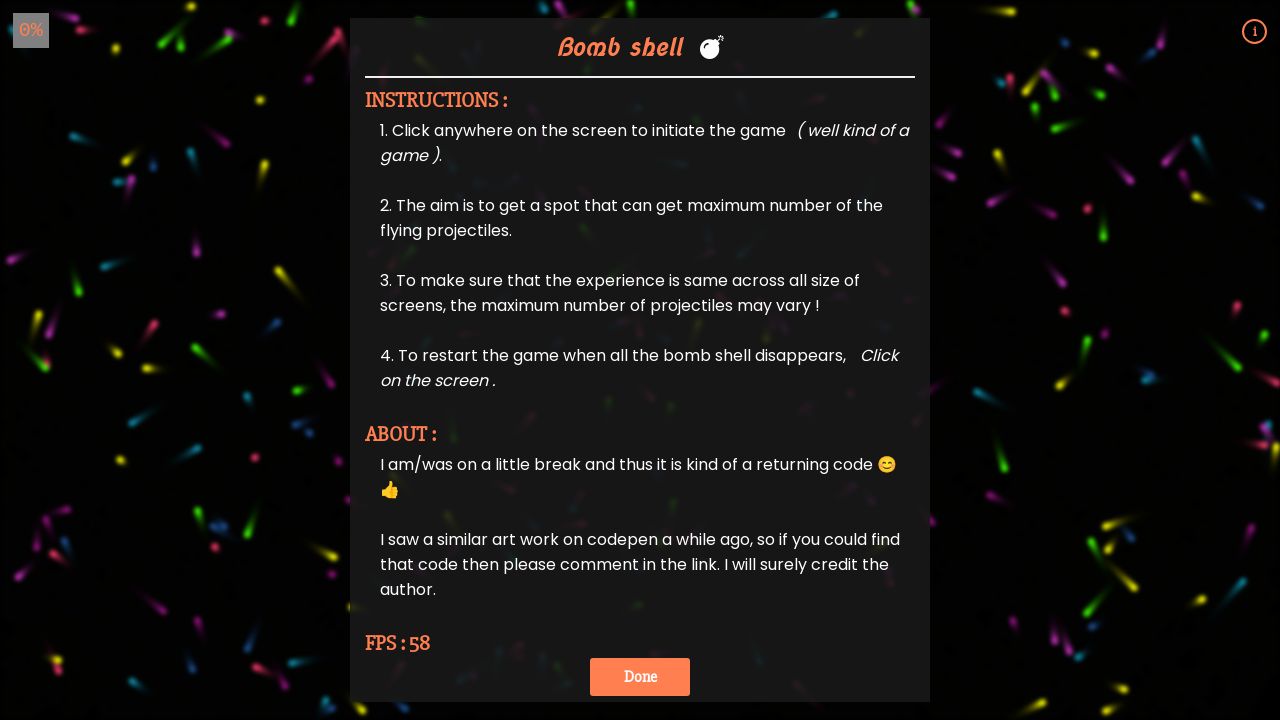 0%
i
Bomb shell 💣
INSTRUCTIONS :
1. Click anywhere on the screen to initiate the game ( well kind of a
game ).
2. The aim is to get a spot that can get maximum number of the
flying projectiles.
3. To make sure that the experience is same across all size of
screens, the maximum number of projectiles may vary !
4. To restart the game when all the bomb shell disappears, Click
on the screen .
ABOUT :
I am/was on a little break and thus it is kind of a returning code 😊
👍
I saw a similar art work on codepen a while ago, so if you could find
that code then please comment in the link. I will surely credit the
author.
FPS : 58
Done